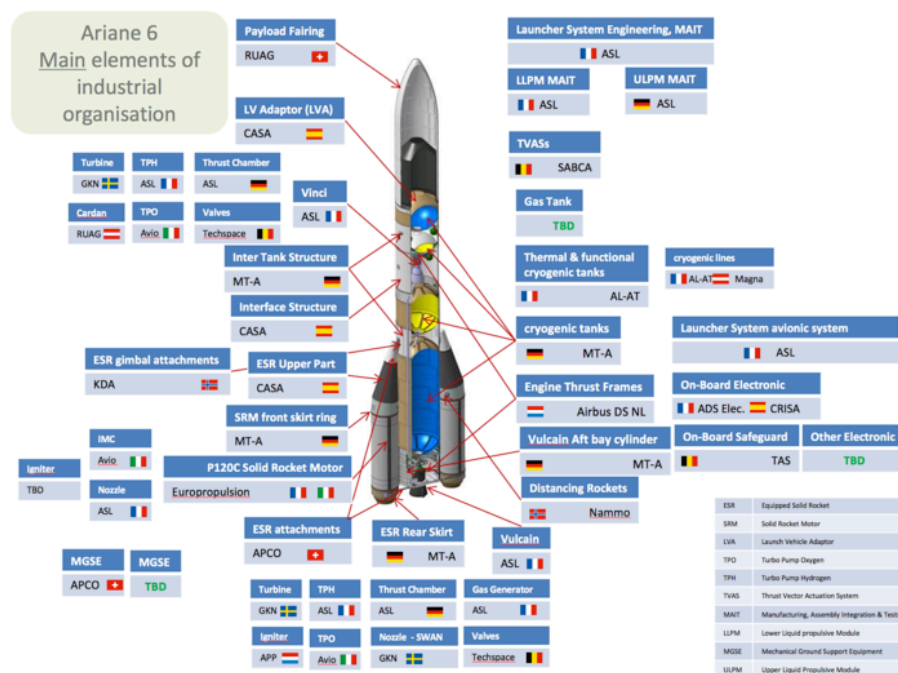 Ariane 6
Main elements of
industrial
organisation
Payload Fairing
RUAG
LV Adaptor (LVA)
CASA
Turbine
GKN
TPH
ASL
Thrust Chamber
ASL
Cardan
RUAG
TPO
Avio
Valves
Techspace
Vinci
ASL
Inter Tank Structure
MT-A
Interface Structure
CASA
ESR gimbal attachments
KDA
ESR Upper Part
CASA
SRM front skirt ring
MT-A
IMC
Avio
Igniter
TBD
Nozzle
ASL
P120C Solid Rocket Motor
Europropulsion
ESR attachments
APCO
ESR Rear Skirt
MT-A
Vulcain
ASL
MGSE
APCO
MGSE
TBD
Turbine
GKN
TPH
ASL
Thrust Chamber
ASL
Gas Generator
ASL
Igniter
APP
TPO
Avio
Nozzle - SWAN
GKN
Valves
Techspace
Launcher System Engineering, MAIT
ASL
LLPM MAIT
ASL
ULPM MAIT
ASL
TVASs
SABCA
Gas Tank
TBD
Thermal & functional
cryogenic tanks
AL-AT
cryogenic lines
AL-AT
Magna
cryogenic tanks
MT-A
Launcher System avionic system
ASL
Engine Thrust Frames
Airbus DS NL
On-Board Electronic
ADS Elec.
CRISA
Vulcain Aft bay cylinder
MT-A
On-Board Safeguard
TAS
Other Electronic
TBD
Distancing Rockets
Nammo
ESR Equipped Solid Rocket
SRM Solid Rocket Motor
LVA Launch Vehicle Adaptor
TPO Turbo Pump Oxygen
TPH Turbo Pump Hydrogen
TVAS Thrust Vector Actuation System
MAIT Manufacturing, Assembly Integration & Tests
LLPM Lower Liquid propulsive Module
MGSE Mechanical Ground Support Equipment
ULPM Upper Liquid Propulsive Module